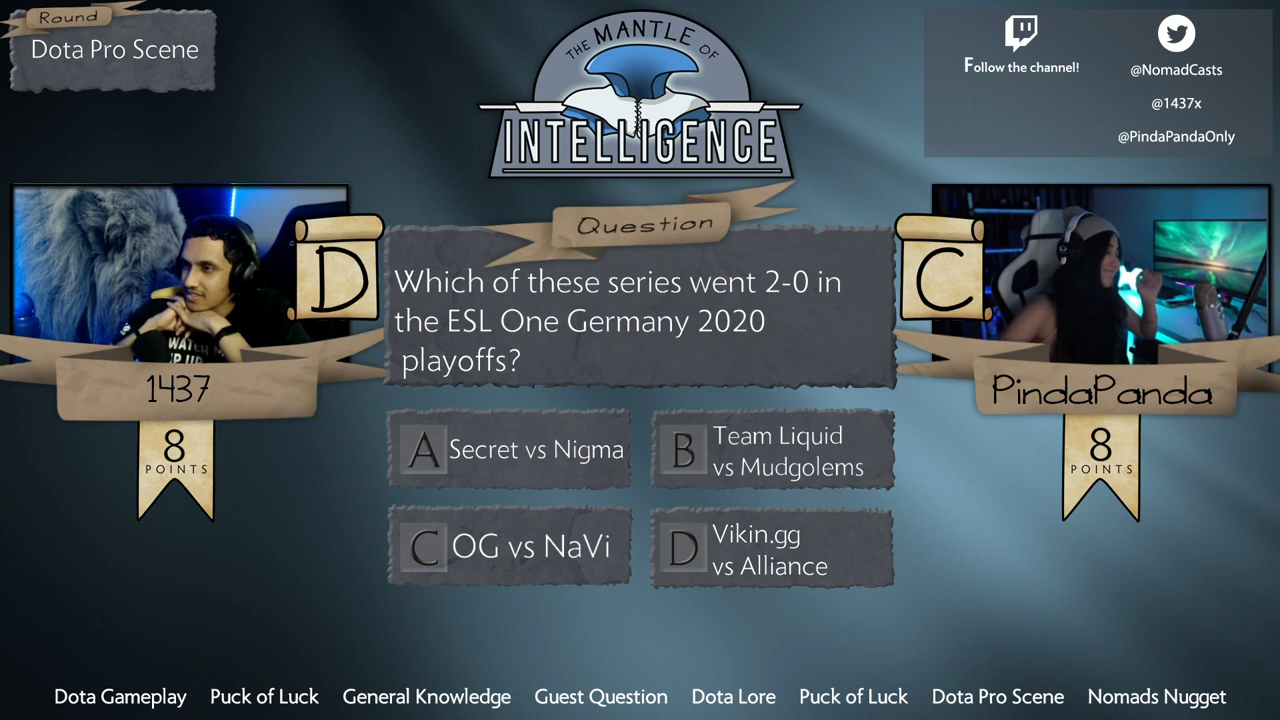 Round
Dota Pro Scene
THE MANTLE OF
INTELLIGENCE
Follow the channel!
@NomadCasts
@1437x
@PindaPandaOnly
Question
Which of these series went 2-0 in
the ESL One Germany 2020
playoffs?
D
C
WATCH M
1437
8
POINTS
PindaPanda
8
POINTS
A Secret vs Nigma
B Team Liquid
vs Mudgolems
C OG vs NaVi
D Vikin.gg
vs Alliance
Dota Gameplay Puck of Luck General Knowledge Guest Question Dota Lore Puck of Luck Dota Pro Scene Nomads Nugget